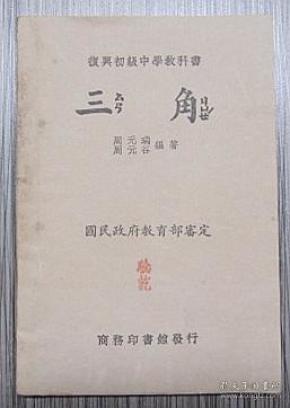 復興初級中學教科書
三角
周元瑞
周元谷
編著
國民政府教育部審定
商務印書館發行